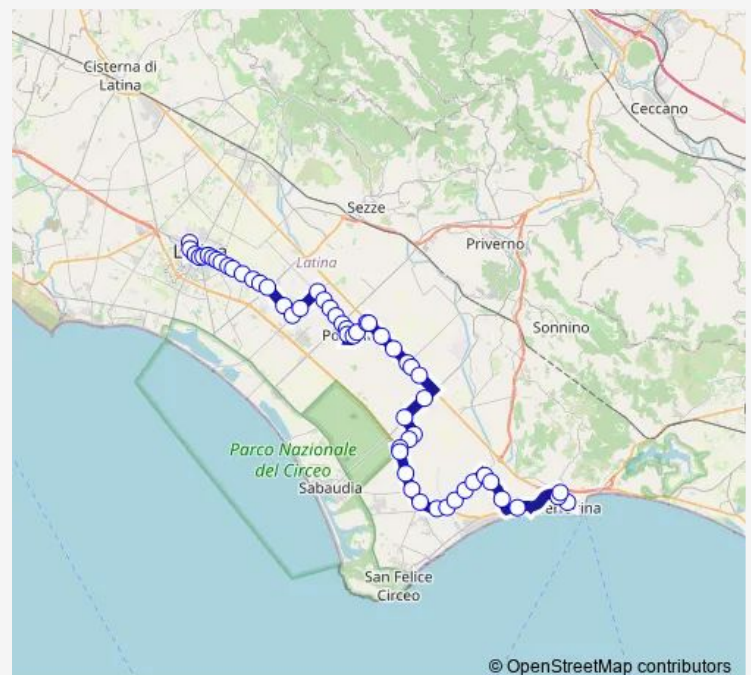 Cisterna di
Latina
Ceccano
Sezze
Priverno
Latina
Sonnino
Parco Nazionale
del Circeo
Sabaudia
San Felice
Circeo
© OpenStreetMap contributors